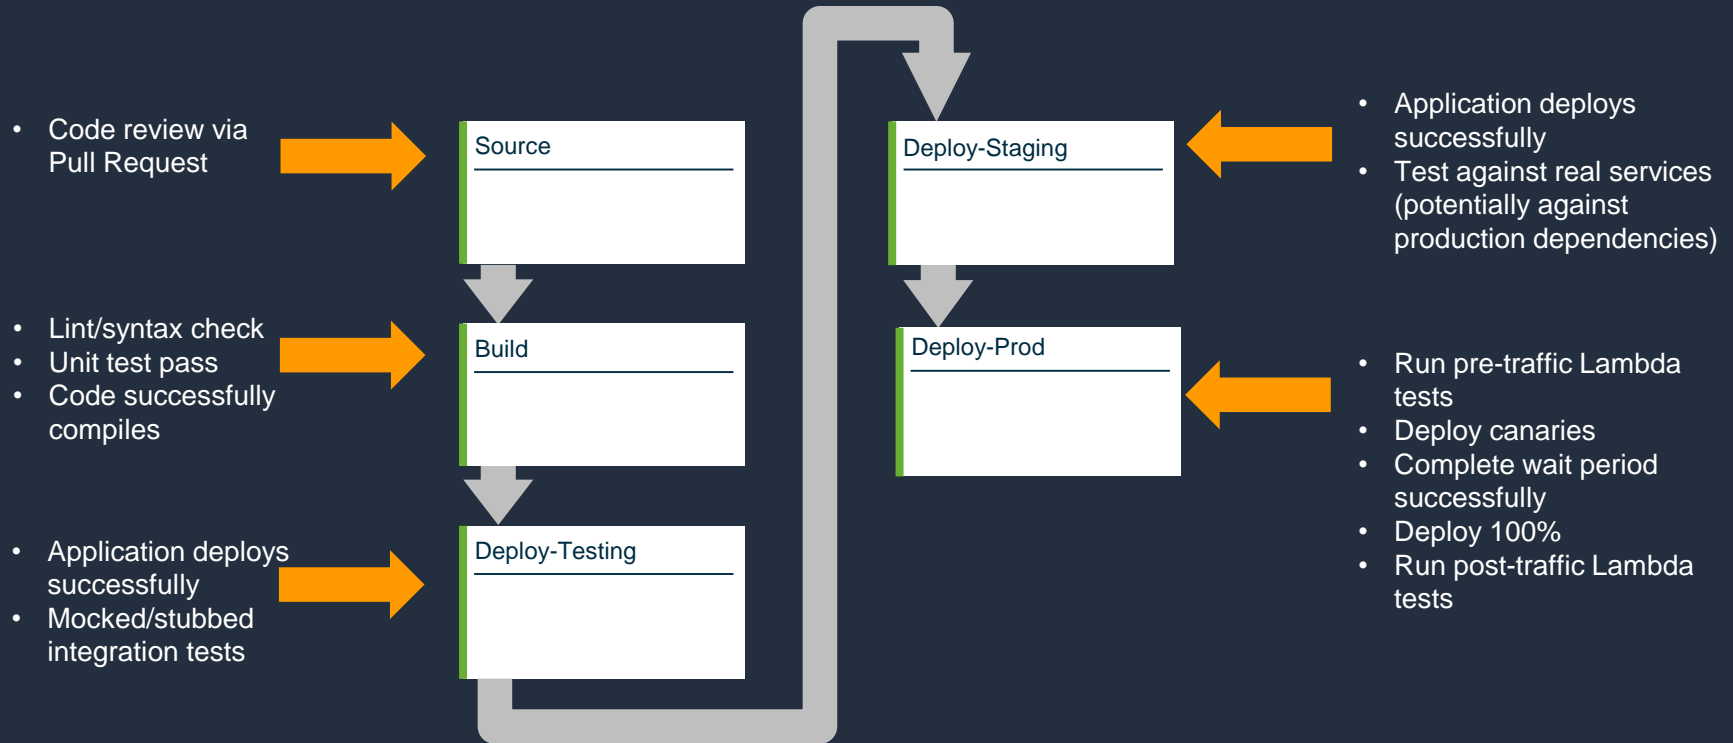 • Code review via
Pull Request
Source
• Lint/syntax check
• Unit test pass
• Code successfully
compiles
Build
• Application deploys
successfully
• Mocked/stubbed
integration tests
Deploy-Testing
Deploy-Staging
• Application deploys
successfully
• Test against real services
(potentially against
production dependencies)
Deploy-Prod
• Run pre-traffic Lambda
tests
• Deploy canaries
• Complete wait period
successfully
• Deploy 100%
• Run post-traffic Lambda
tests